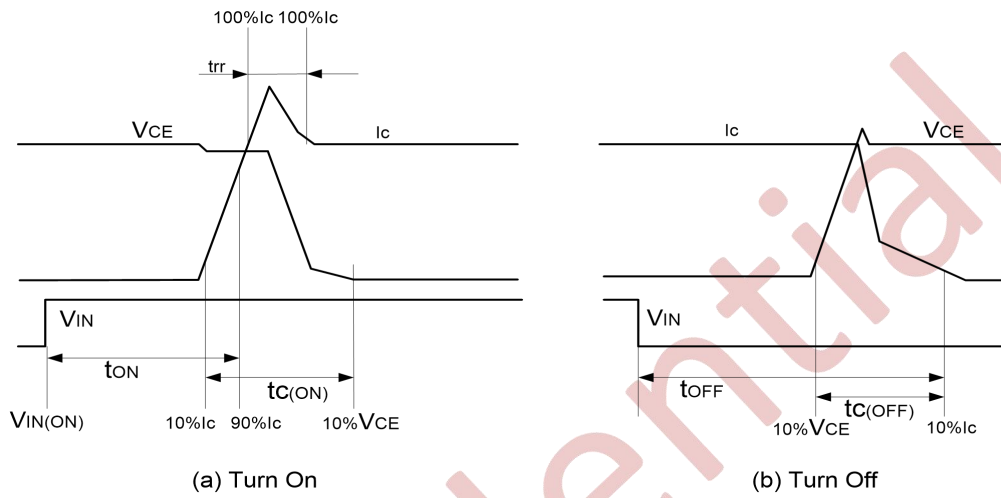 100%Ic 100%Ic
trr
VCE Ic
VIN
tON
tC(ON)
VIN(ON) 10%Ic 90%Ic 10%VCE
(a) Turn On
Ic VCE
VIN
tOFF
tC(OFF)
10%VCE 10%Ic
(b) Turn Off
ential